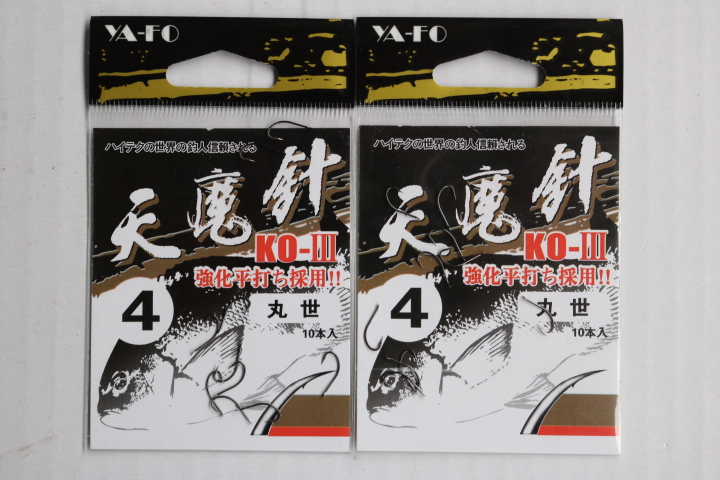 YA-FO
ハイテクの世界の釣人信頼される
天魔針
KO-III
強化平打ち採用!!
4
丸世
10本入
YA-FO
ハイテクの世界の釣人信頼される
天魔針
KO-III
強化平打ち採用!!
4
丸世
10本入